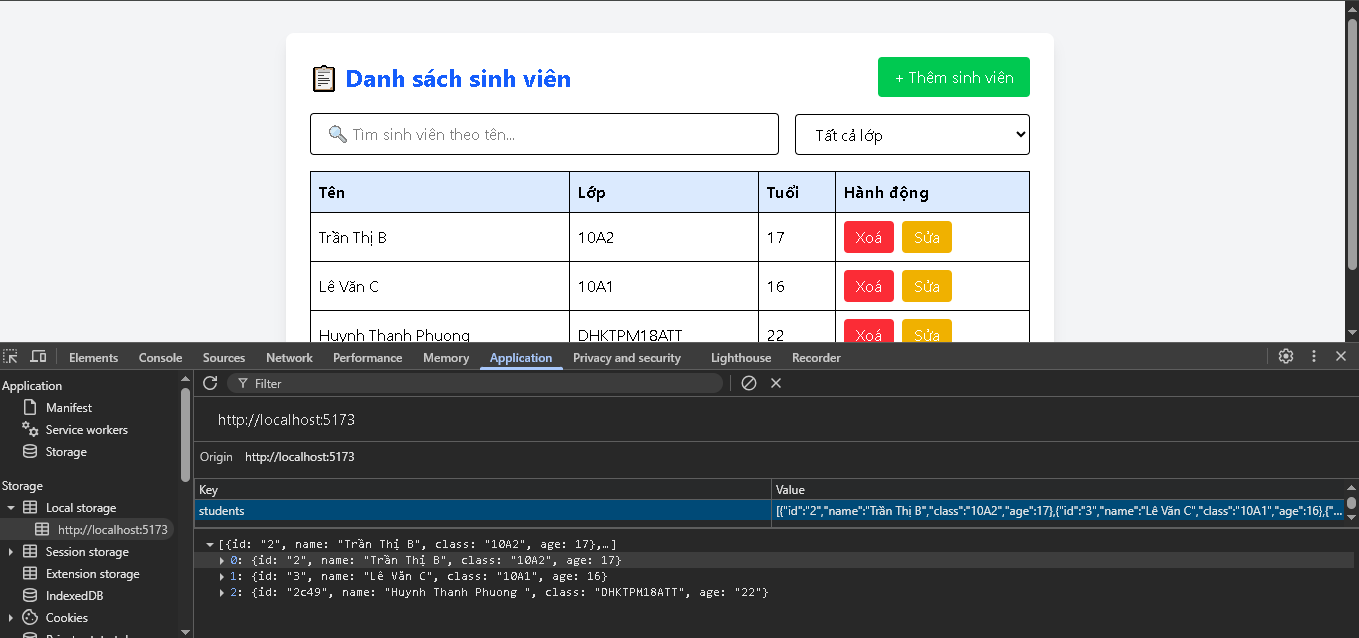 📋 Danh sách sinh viên
+ Thêm sinh viên
🔍 Tìm sinh viên theo tên...
Tất cả lớp
Tên Lớp Tuổi Hành động
Trần Thị B 10A2 17 Xoá Sửa
Lê Văn C 10A1 16 Xoá Sửa
Huynh Thanh Phuong DHKTPM18ATT 22 Xoá Sửa
Elements Console Sources Network Performance Memory Application Privacy and security Lighthouse Recorder
Application
Manifest
Service workers
Storage
Storage
Local storage
http://localhost:5173
Session storage
Extension storage
IndexedDB
Cookies
Filter
http://localhost:5173
Origin http://localhost:5173
Key Value
students [{"id":"2","name":"Trần Thị B","class":"10A2","age":17},{"id":"3","name":"Lê Văn C","class":"10A1","age":16},{"...
[{id: "2", name: "Trần Thị B", class: "10A2", age: 17},…]
0: {id: "2", name: "Trần Thị B", class: "10A2", age: 17}
1: {id: "3", name: "Lê Văn C", class: "10A1", age: 16}
2: {id: "2c49", name: "Huynh Thanh Phuong ", class: "DHKTPM18ATT", age: "22"}